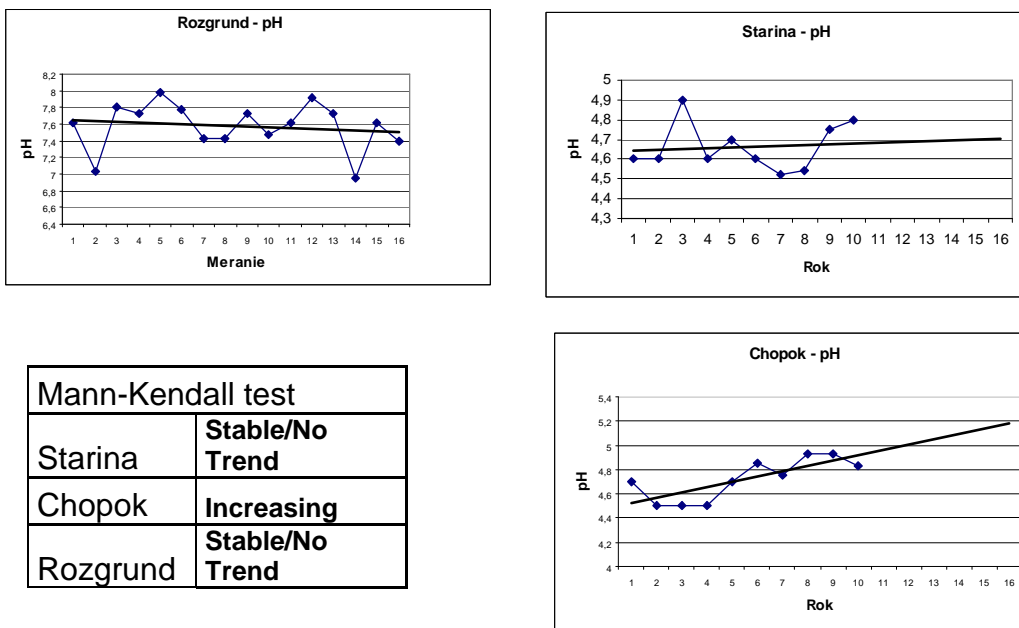 Rozgrund - pH
8,2
8
7,8
7,6
7,4
7,2
7
6,8
6,6
6,4
pH
1 2 3 4 5 6 7 8 9 10 11 12 13 14 15 16
Meranie
Starina - pH
5
4,9
4,8
4,7
4,6
4,5
4,4
4,3
pH
1 2 3 4 5 6 7 8 9 10 11 12 13 14 15 16
Rok
Mann-Kendall test
Starina
Stable/No
Trend
Chopok
Increasing
Rozgrund
Stable/No
Trend
Chopok - pH
5,4
5,2
5
4,8
4,6
4,4
4,2
4
pH
1 2 3 4 5 6 7 8 9 10 11 12 13 14 15 16
Rok